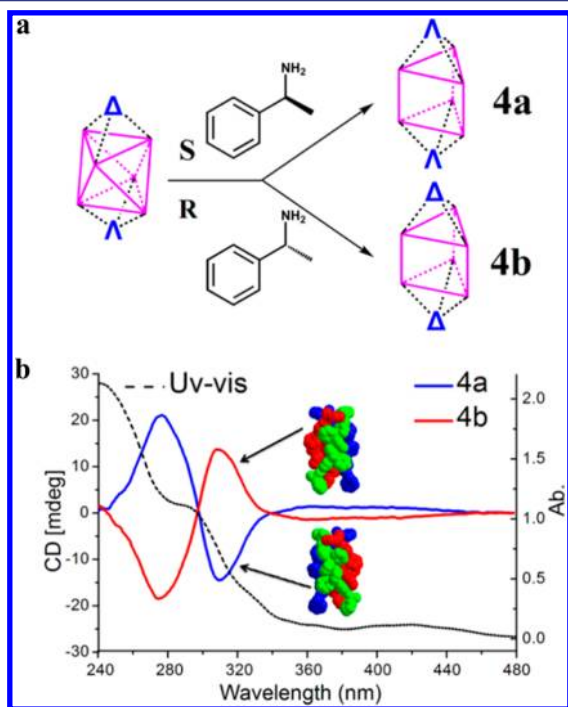 a
Δ
Λ
S
NH₂
R
NH₂
Λ
4a
Λ
Δ
4b
Δ
b
Uv-vis
4a
4b
CD [mdeg]
30
20
10
0
-10
-20
-30
2.0
1.5
1.0
0.5
0.0
Ab.
240 280 320 360 400 440 480
Wavelength (nm)